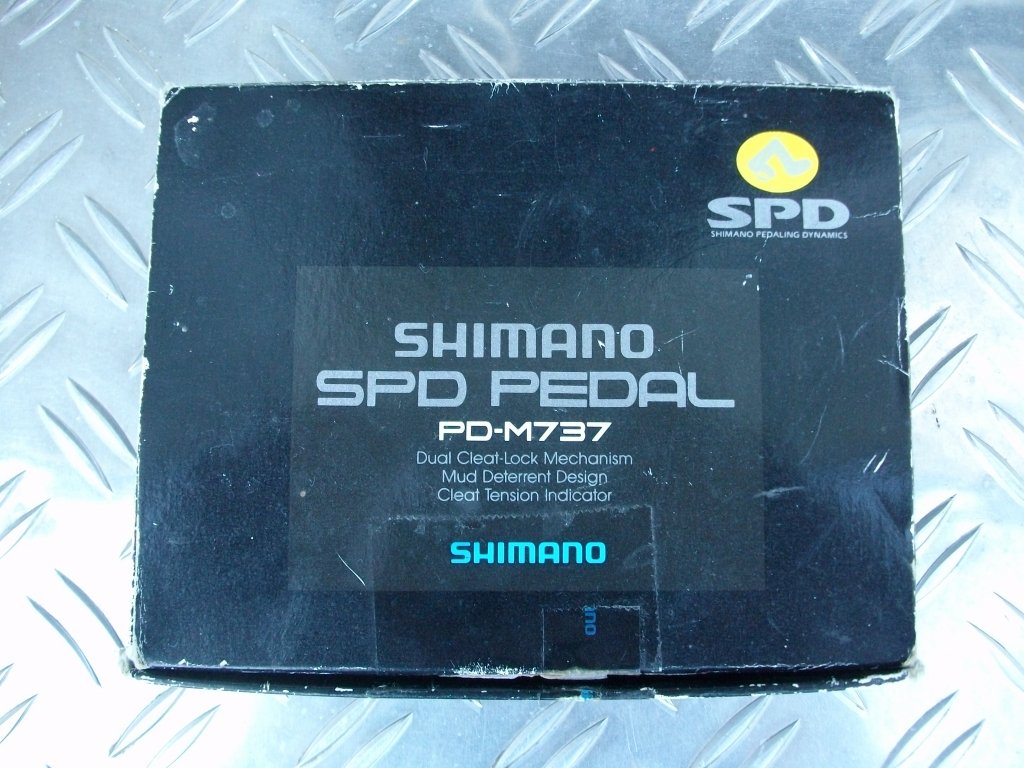 SPD
SHIMANO PEDALING DYNAMICS
SHIMANO
SPD PEDAL
PD-M737
Dual Cleat-Lock Mechanism
Mud Deterrent Design
Cleat Tension Indicator
SHIMANO